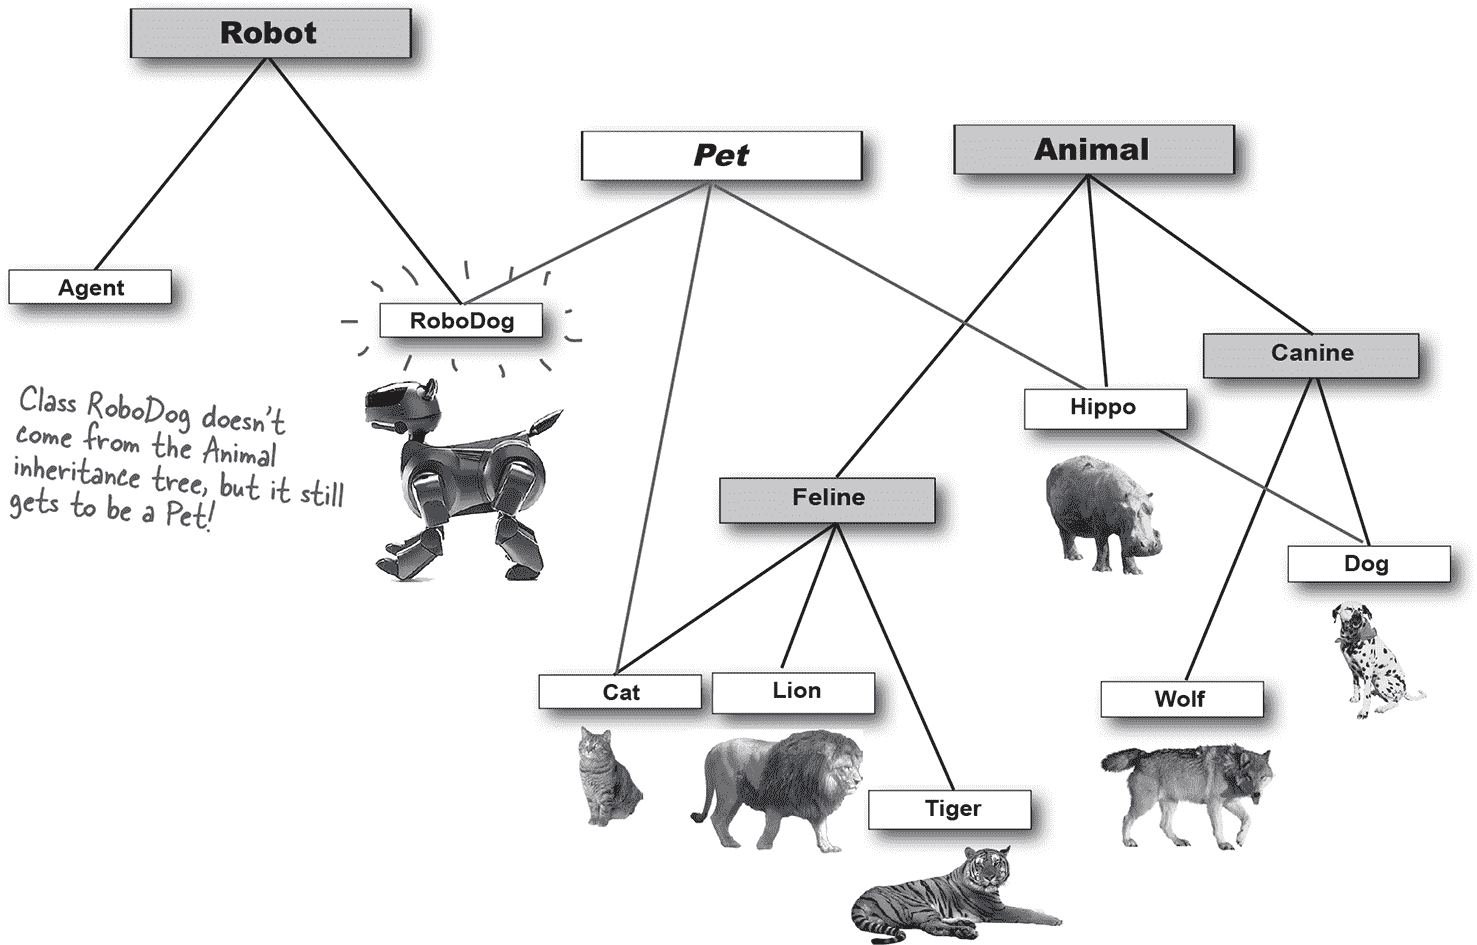 Robot
Pet
Animal
Agent
RoboDog
Canine
Class RoboDog doesn't
come from the Animal
inheritance tree, but it still
gets to be a Pet!
Hippo
Feline
Dog
Cat
Lion
Wolf
Tiger